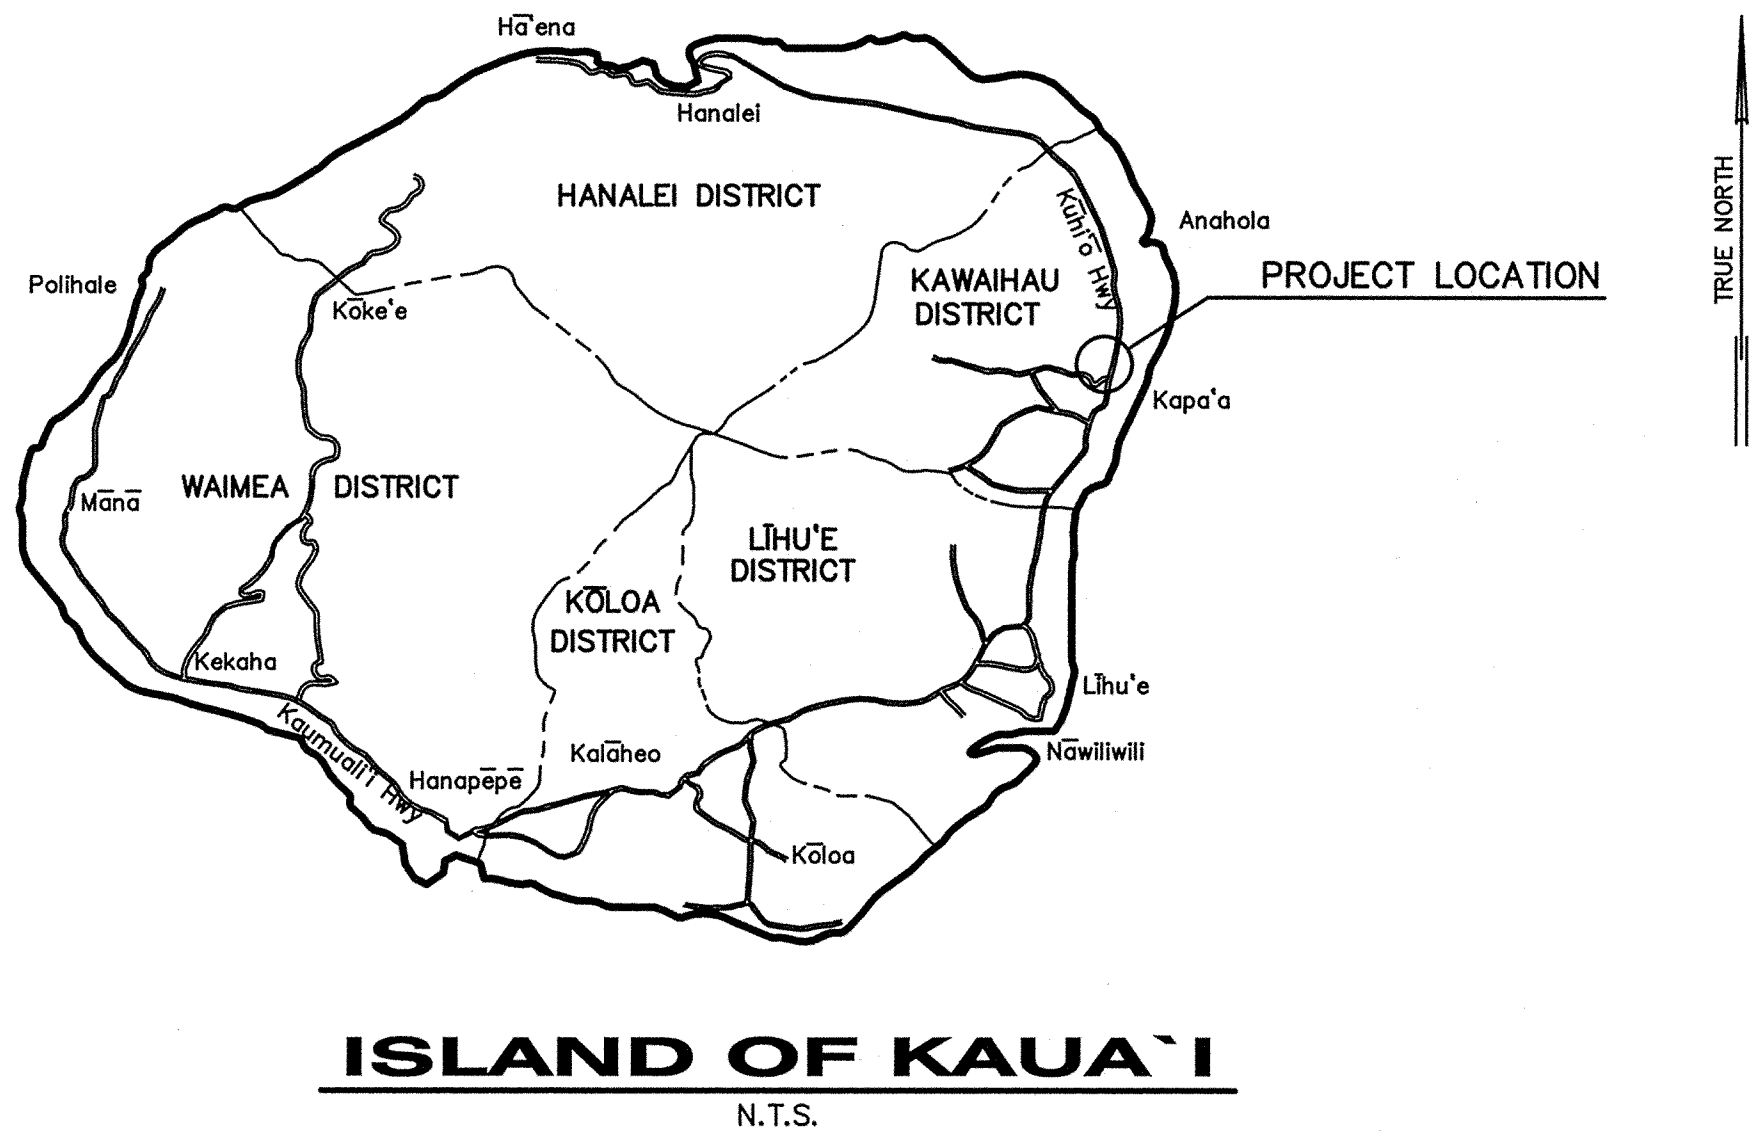 Hā'ena
Hanalei
HANALEI DISTRICT
TRUE NORTH
Kūhi'ō Hwy
Anahola
Polihale
KAWAIHAU
DISTRICT
PROJECT LOCATION
Kōke'e
Kapa'a
WAIMEA DISTRICT
Mānā
LĪHU'E
DISTRICT
KŌLOA
DISTRICT
Kekaha
Līhu'e
Kaumuali'i Hwy
Kalāheo
Nāwiliwili
Hanapēpē
Kōloa
ISLAND OF KAUA`I
N.T.S.